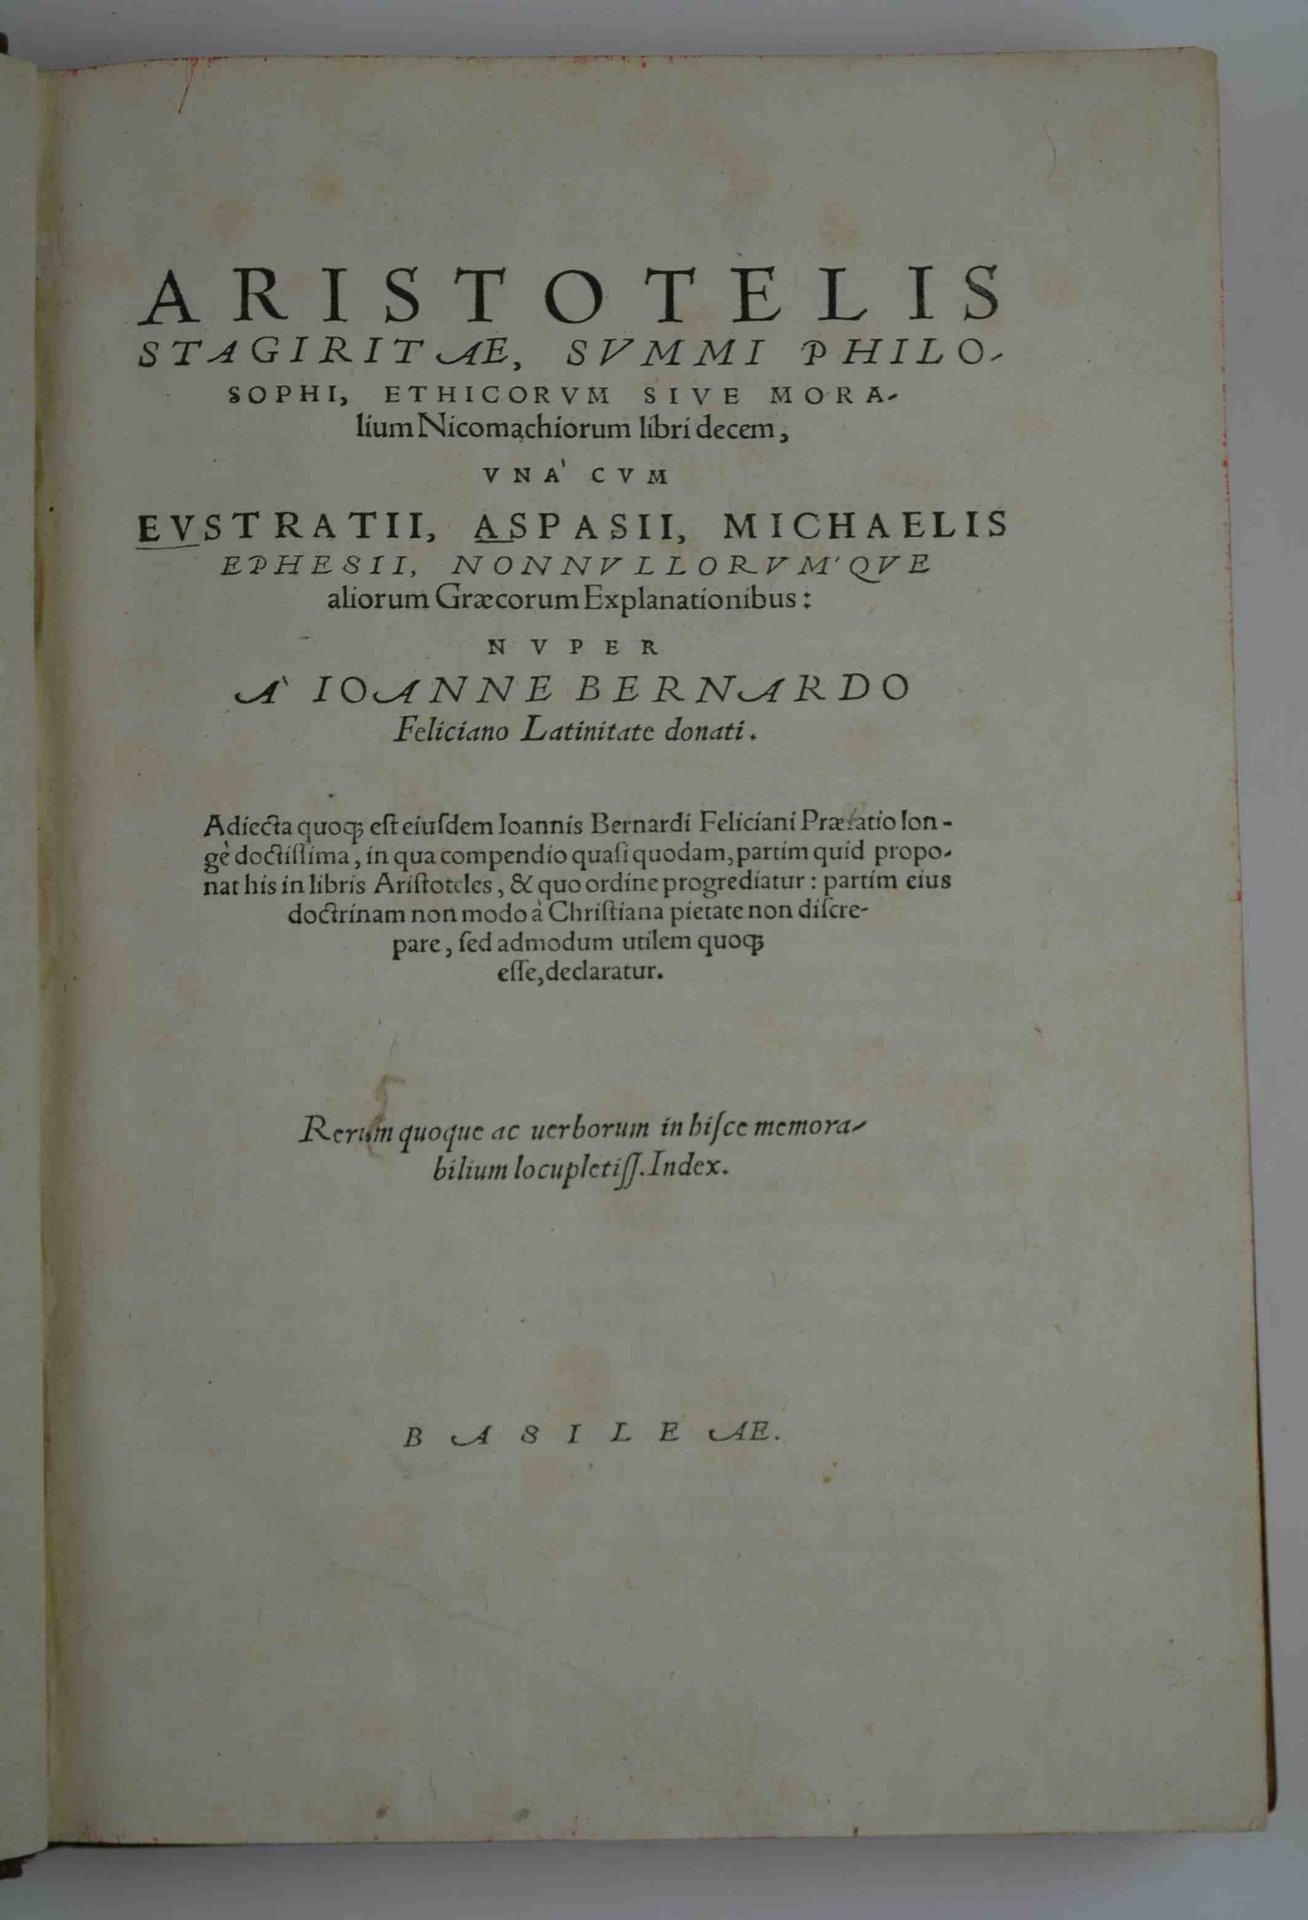 ARISTOTELIS
STAGIRITAE, SVMMI PHILO-
SOPHI, ETHICORVM SIVE MORA-
lium Nicomachiorum libri decem,
VNA' CVM
EVSTRATII, ASPASII, MICHAELIS
EPHESII, NONNVLLORVM'QVE
aliorum Græcorum Explanationibus:
NVPER
A' IOANNE BERNARDO
Feliciano Latinitate donati.
Adiecta quoq; eſt eiuſdem Ioannis Bernardi Feliciani Præfatio lon-
gè doctiſſima, in qua compendio quaſi quodam, partim quid propo-
nat his in libris Ariſtoteles, & quo ordine progrediatur: partim eius
doctrinam non modo à Chriſtiana pietate non diſcre-
pare, ſed admodum utilem quoq;
eſſe, declaratur.
Rerum quoque ac uerborum in hiſce memora-
bilium locupletiſſ. Index.
BASILEAE.